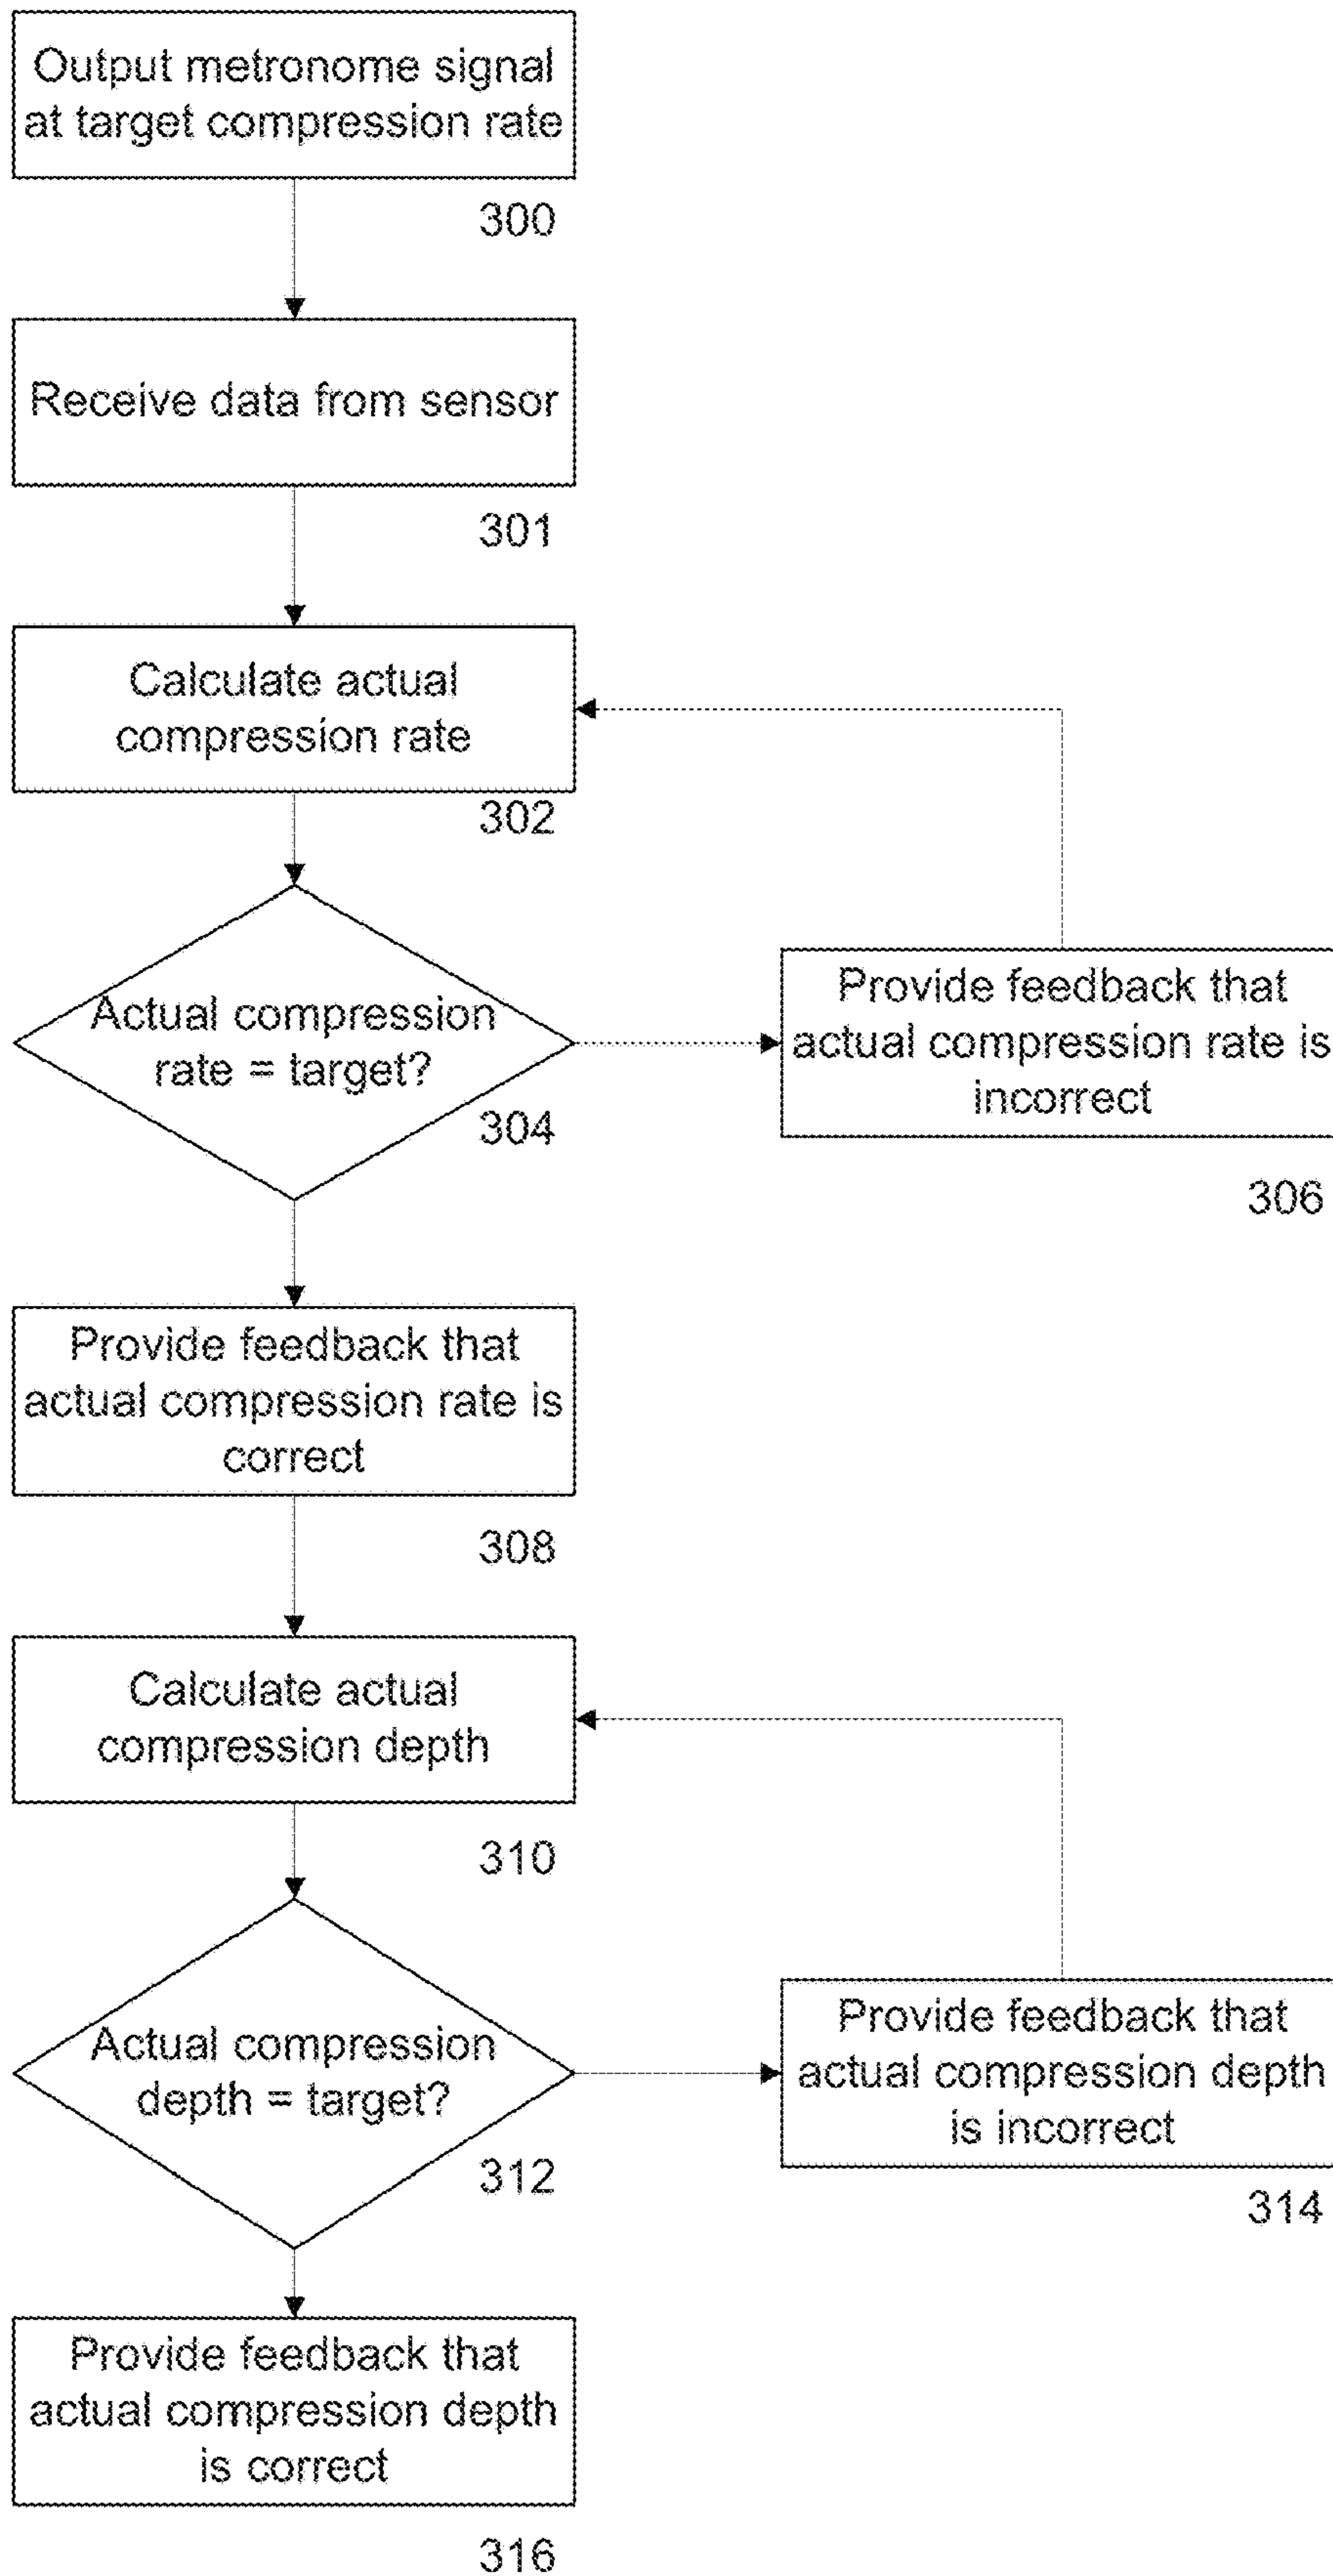 Output metronome signal
at target compression rate
300
Receive data from sensor
301
Calculate actual
compression rate
302
Actual compression
rate = target?
304
Provide feedback that
actual compression rate is
incorrect
306
Provide feedback that
actual compression rate is
correct
308
Calculate actual
compression depth
310
Actual compression
depth = target?
312
Provide feedback that
actual compression depth
is incorrect
314
Provide feedback that
actual compression depth
is correct
316